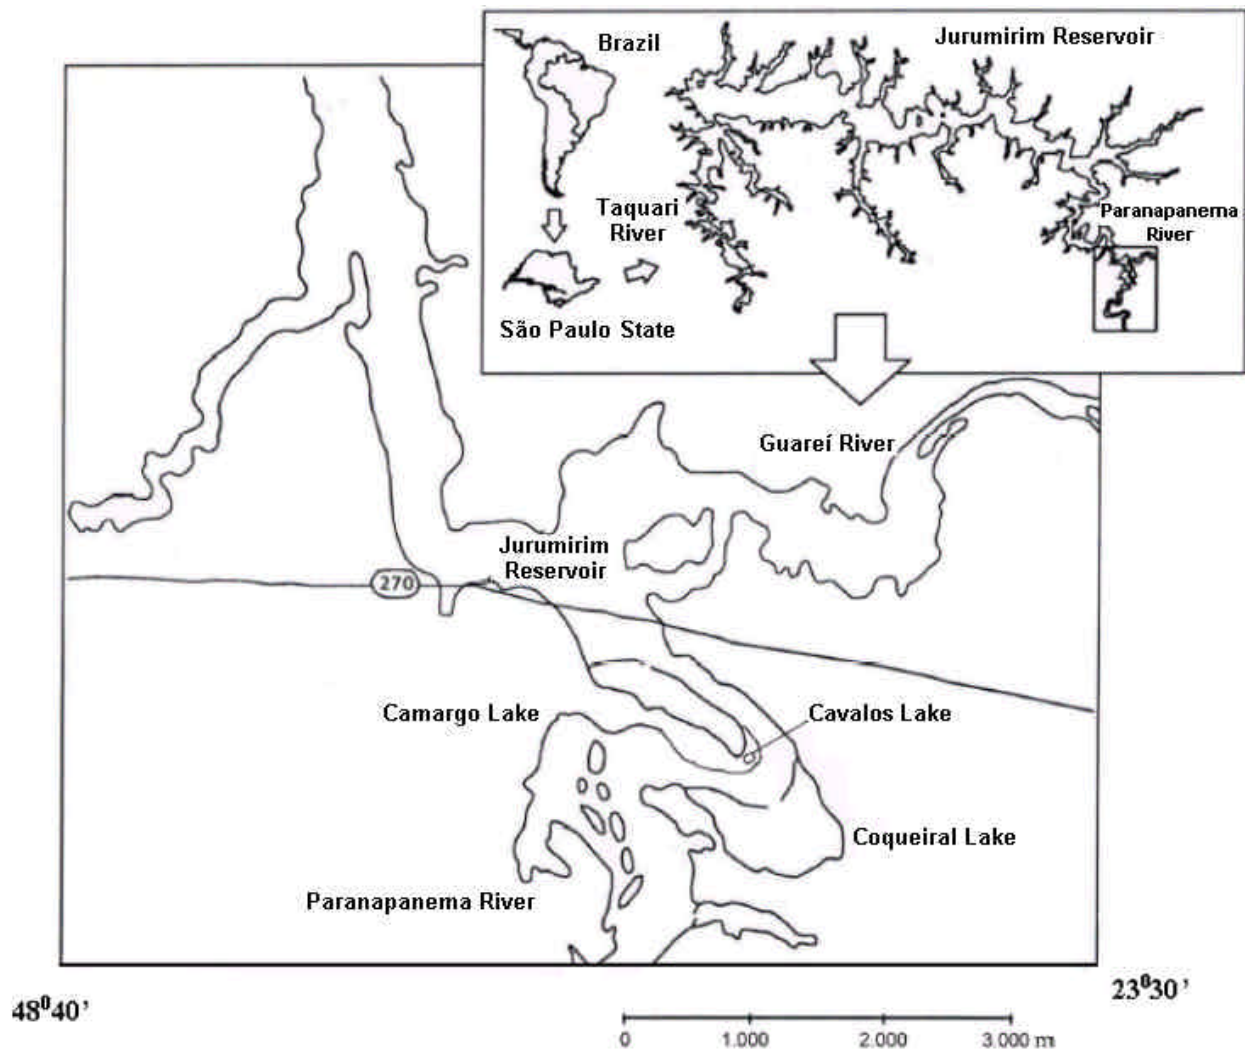 Brazil
Jurumirim Reservoir
Taquari
River
Paranapanema
River
São Paulo State
Guareí River
Jurumirim
Reservoir
270
Camargo Lake
Cavalos Lake
Coqueiral Lake
Paranapanema River
48⁰40’
23⁰30’
0 1.000 2.000 3.000 m